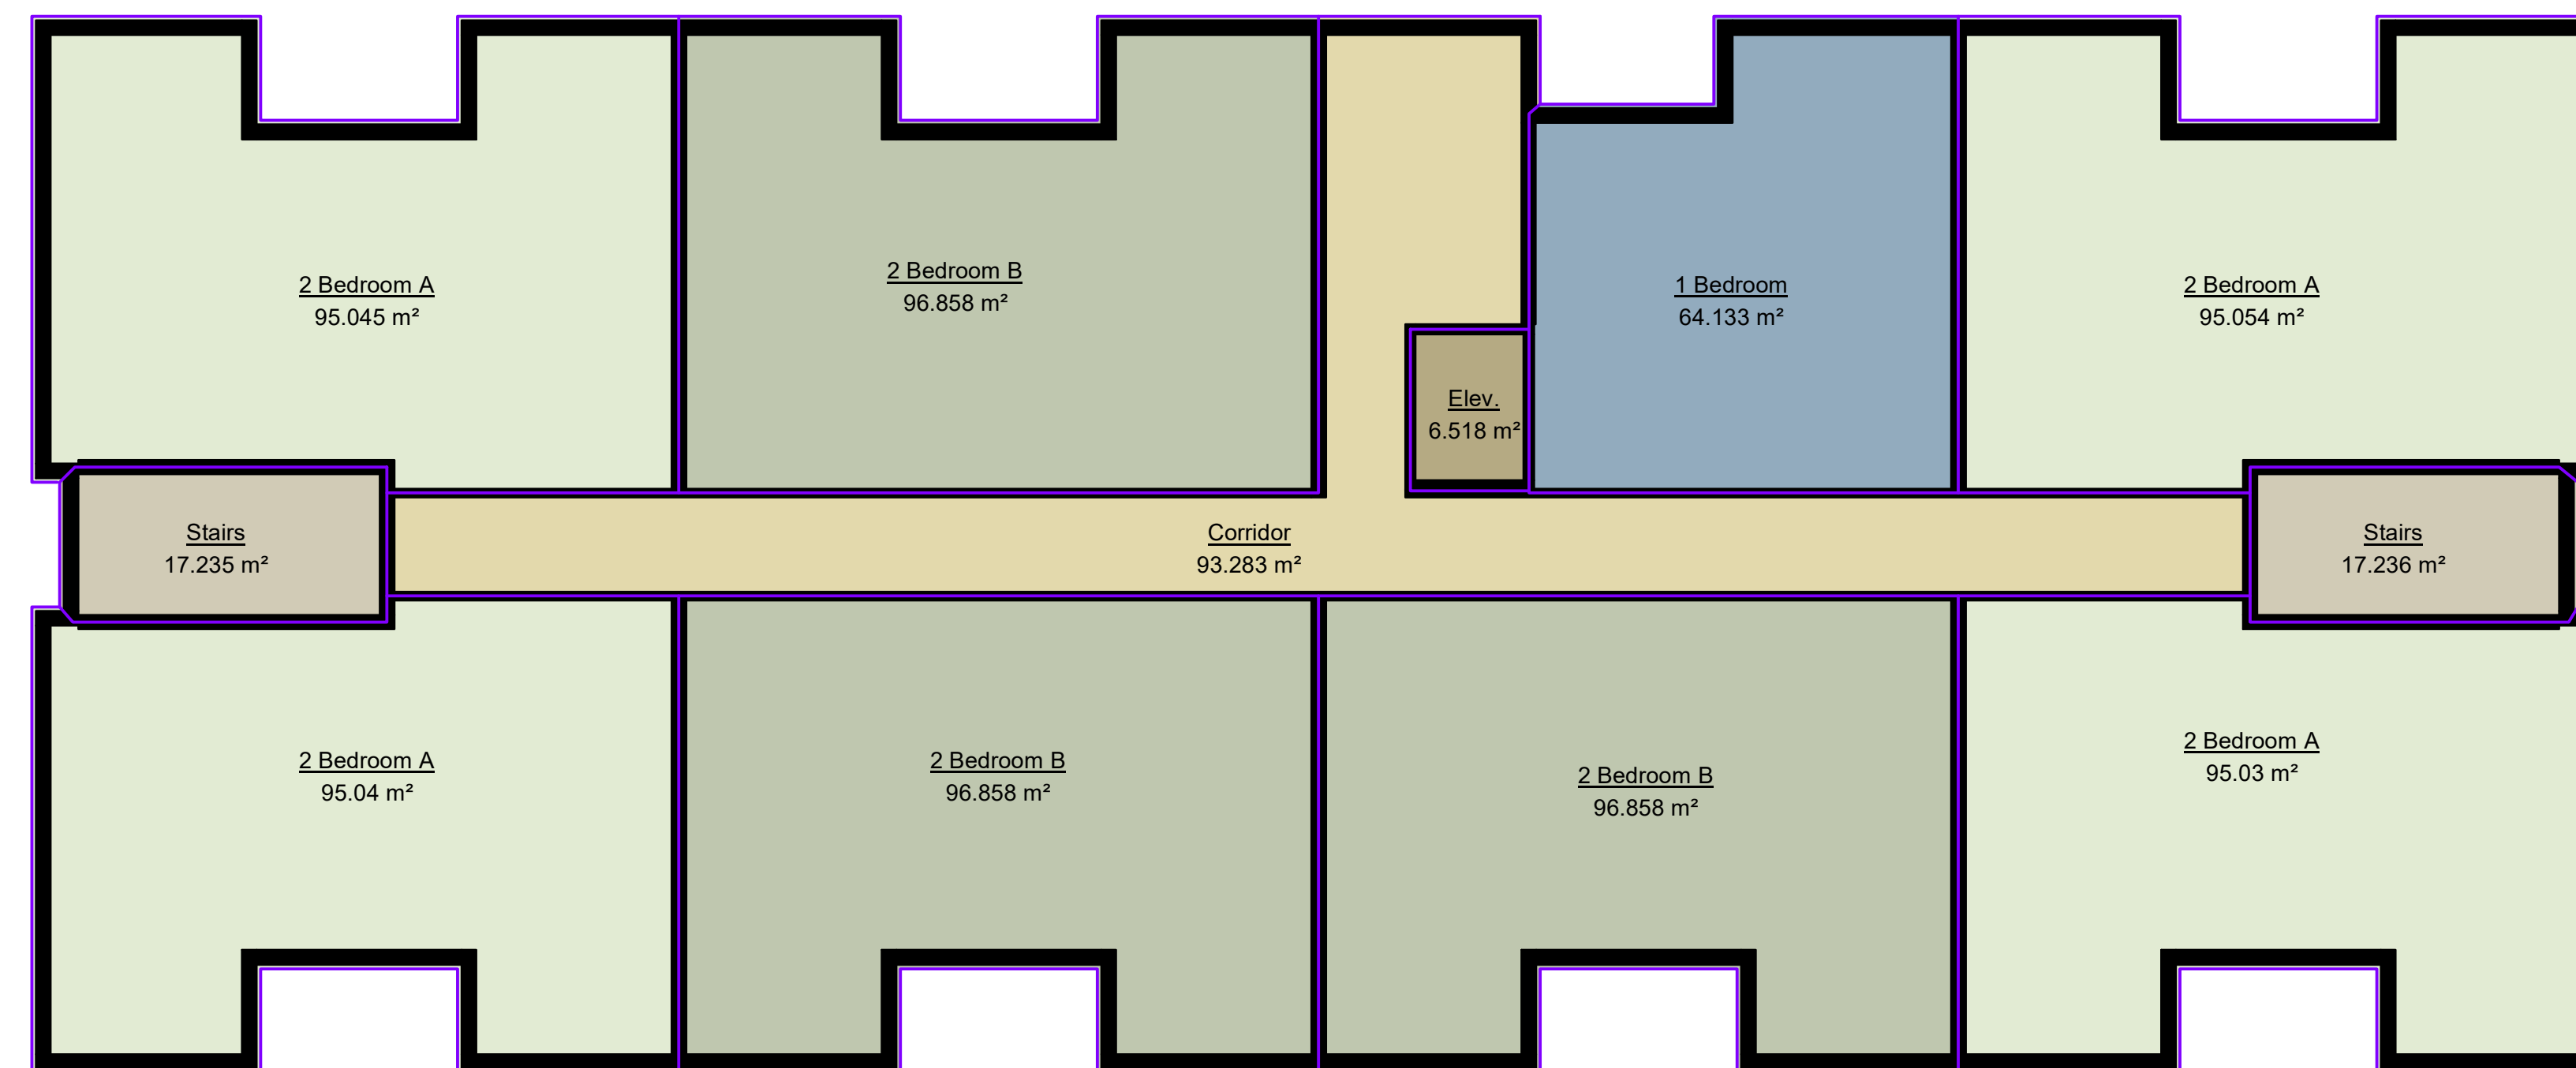 2 Bedroom A
95.045 m²
2 Bedroom B
96.858 m²
1 Bedroom
64.133 m²
2 Bedroom A
95.054 m²
Elev.
6.518 m²
Stairs
17.235 m²
Corridor
93.283 m²
Stairs
17.236 m²
2 Bedroom A
95.04 m²
2 Bedroom B
96.858 m²
2 Bedroom B
96.858 m²
2 Bedroom A
95.03 m²